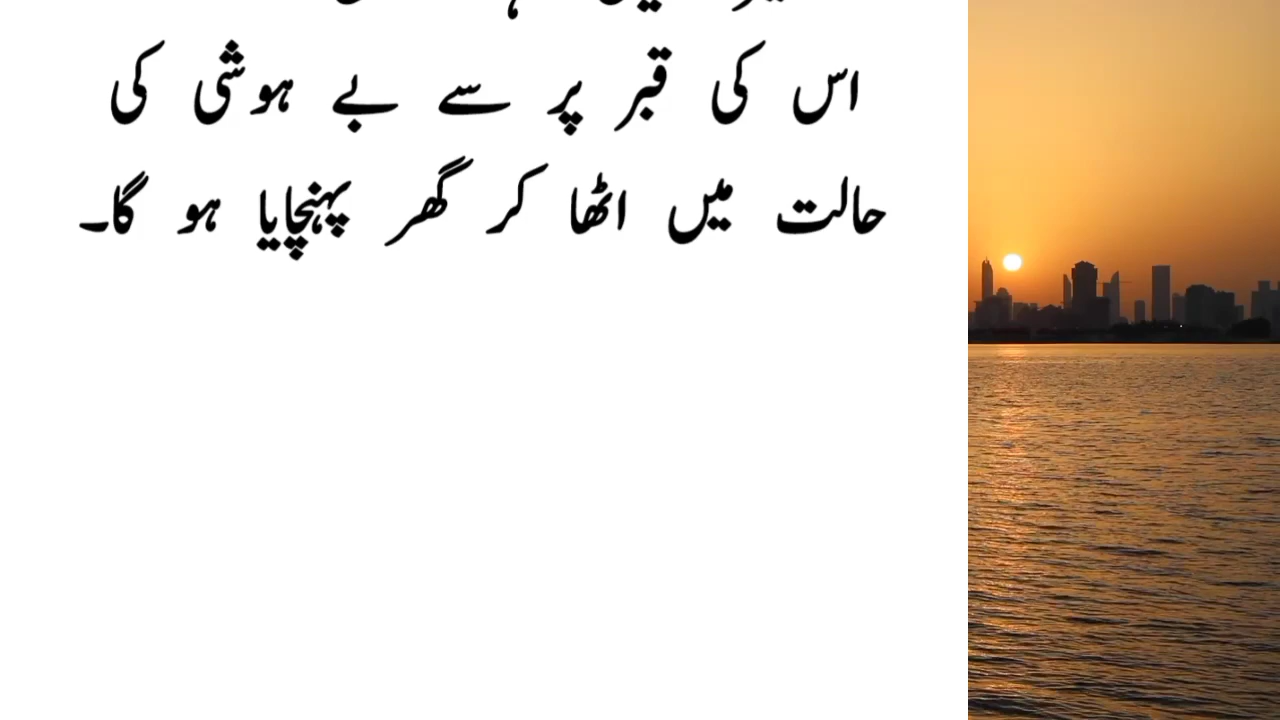 اس کی قبر پر سے بے ہوشی کی
حالت میں اٹھا کر گھر پہنچایا ہو گا۔